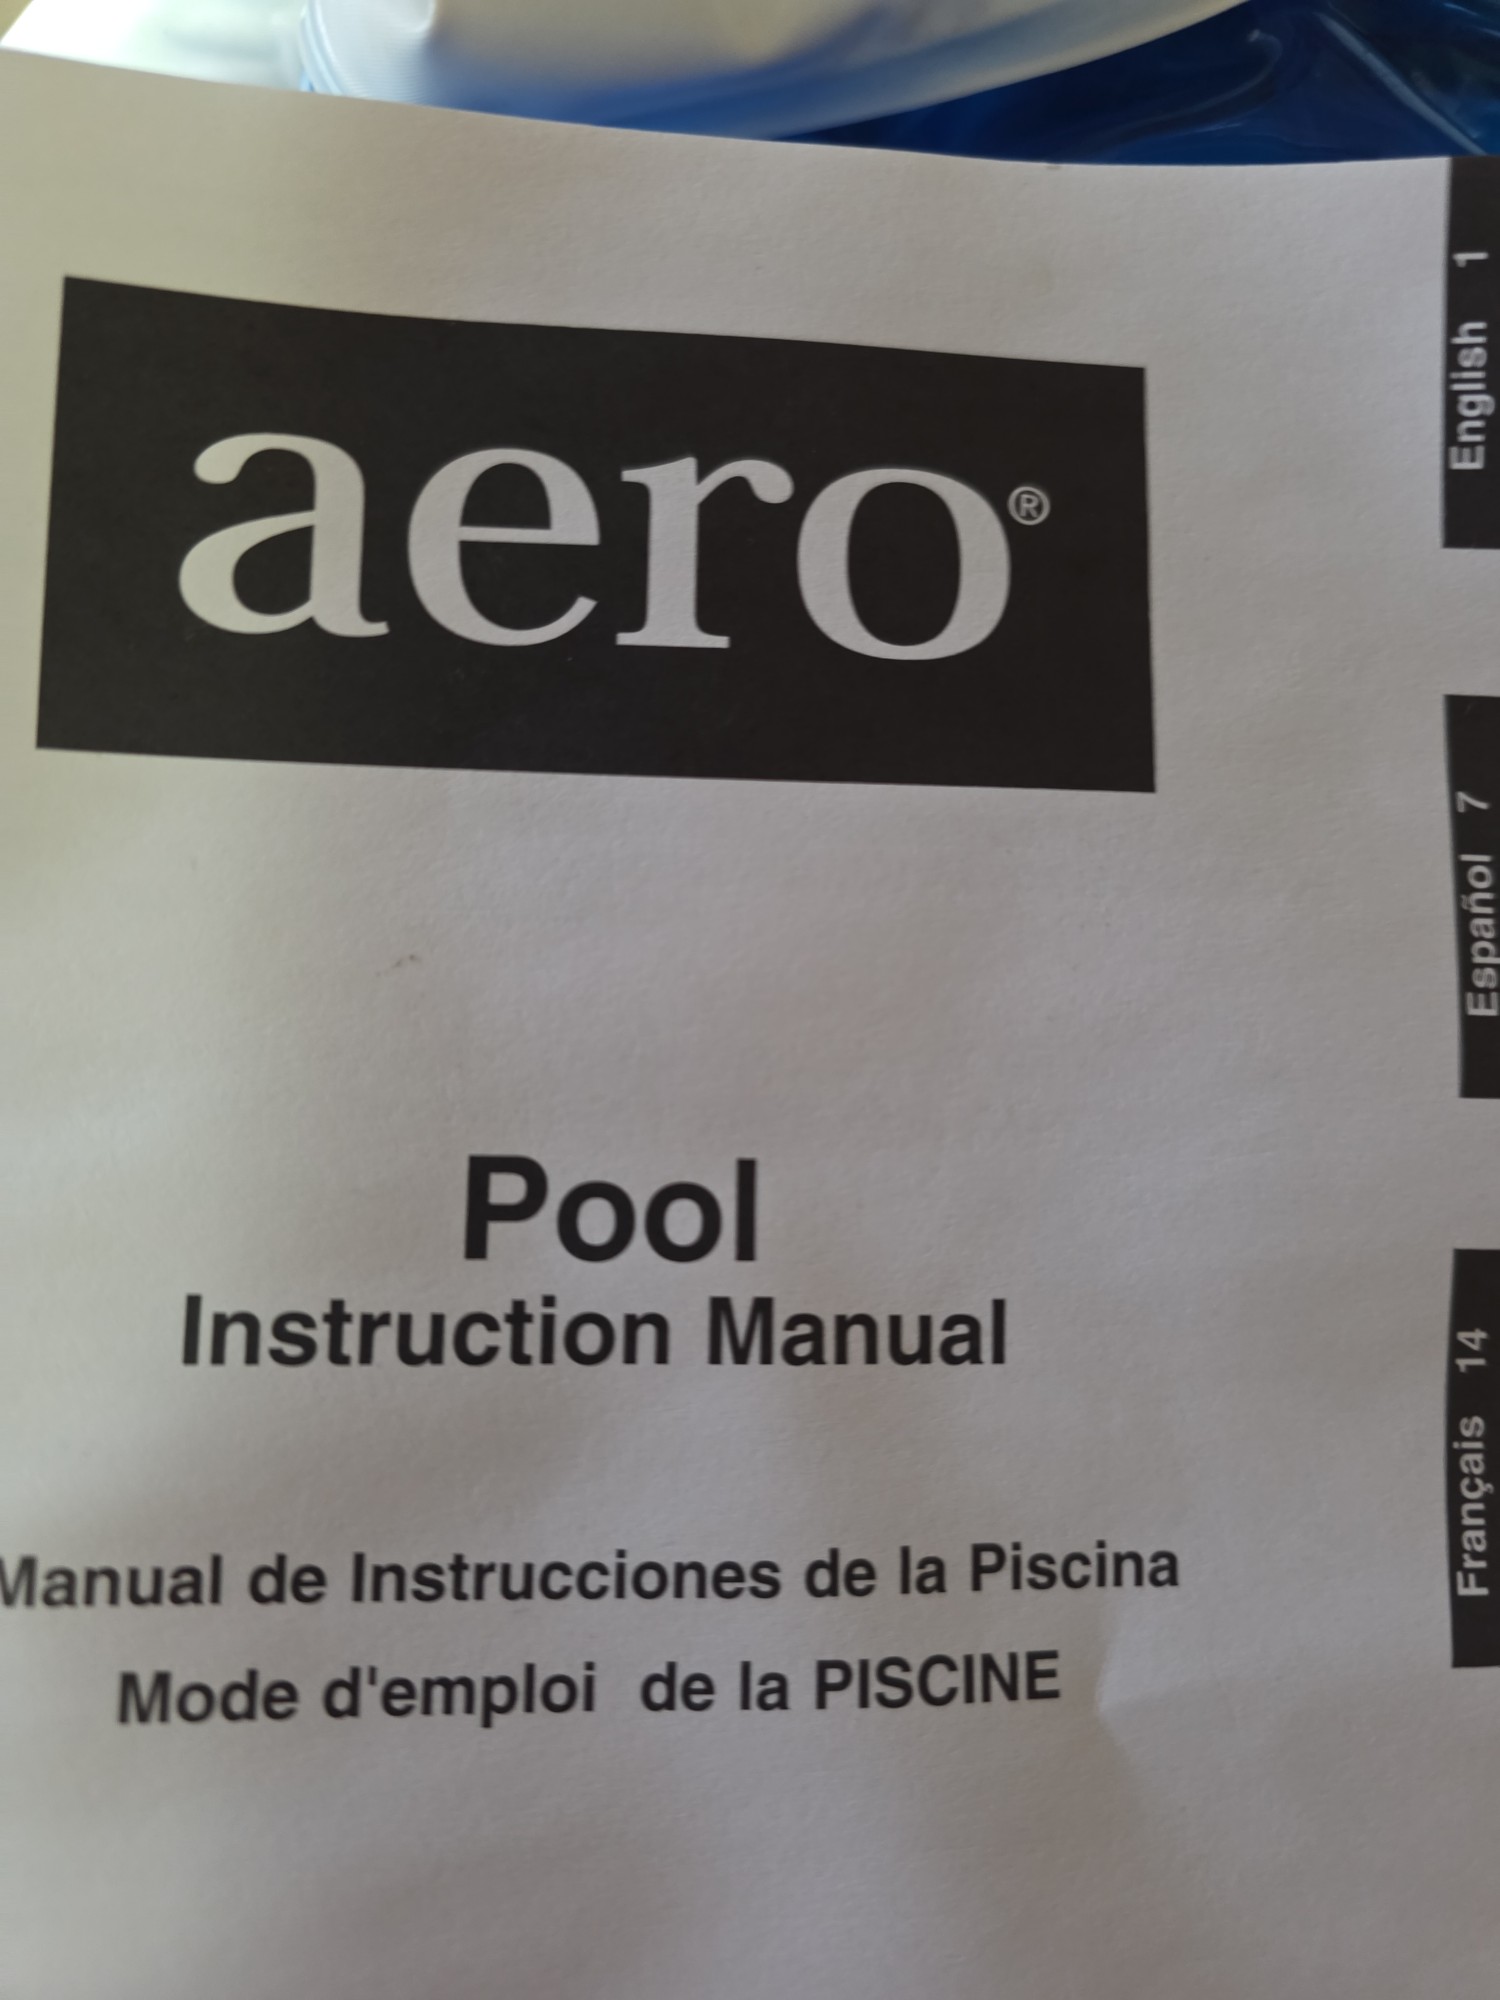 aero®
Pool
Instruction Manual
Manual de Instrucciones de la Piscina
Mode d'emploi de la PISCINE
English 1
Español 7
Français 14